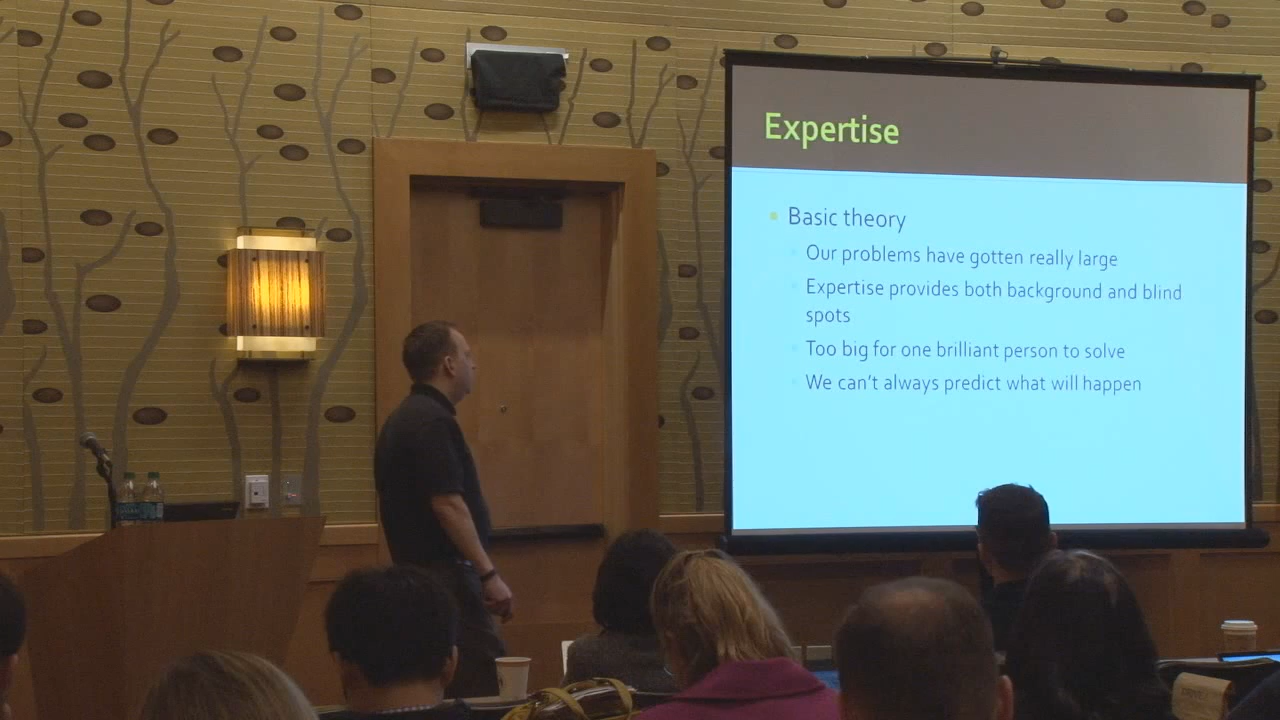 Expertise
Basic theory
Our problems have gotten really large
Expertise provides both background and blind
spots
Too big for one brilliant person to solve
We can't always predict what will happen